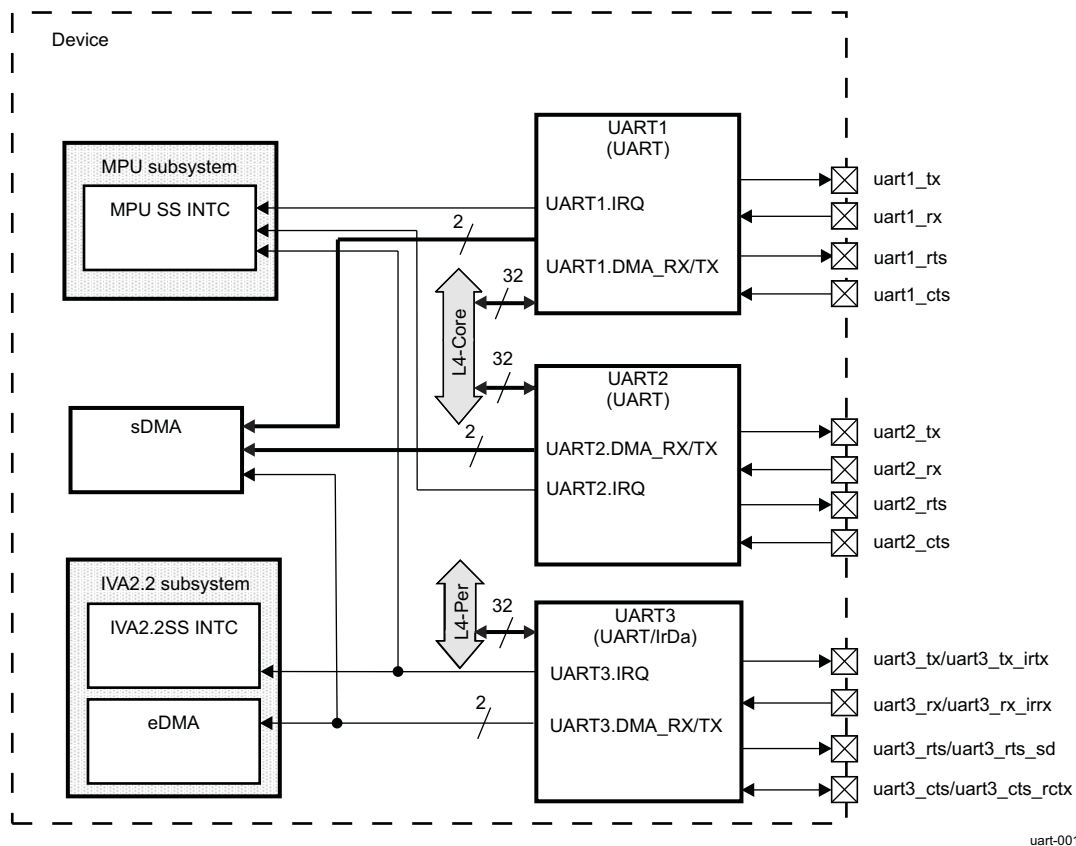 Device
MPU subsystem
MPU SS INTC
sDMA
IVA2.2 subsystem
IVA2.2SS INTC
eDMA
2
32
L4-Core
32
2
L4-Per
32
2
UART1
(UART)
UART1.IRQ
UART1.DMA_RX/TX
UART2
(UART)
UART2.DMA_RX/TX
UART2.IRQ
UART3
(UART/IrDa)
UART3.IRQ
UART3.DMA_RX/TX
uart1_tx
uart1_rx
uart1_rts
uart1_cts
uart2_tx
uart2_rx
uart2_rts
uart2_cts
uart3_tx/uart3_tx_irtx
uart3_rx/uart3_rx_irrx
uart3_rts/uart3_rts_sd
uart3_cts/uart3_cts_rctx
uart-001